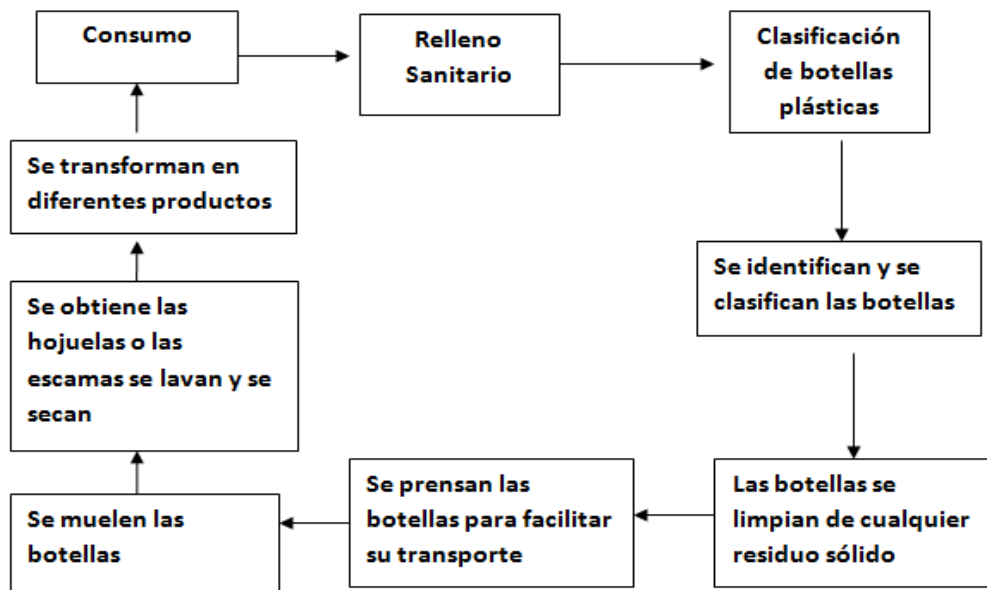 Consumo
Relleno
Sanitario
Clasificación
de botellas
plásticas
Se identifican y se
clasifican las botellas
Las botellas se
limpian de cualquier
residuo sólido
Se prensan las
botellas para facilitar
su transporte
Se muelen las
botellas
Se obtiene las
hojuelas o las
escamas se lavan y se
secan
Se transforman en
diferentes productos